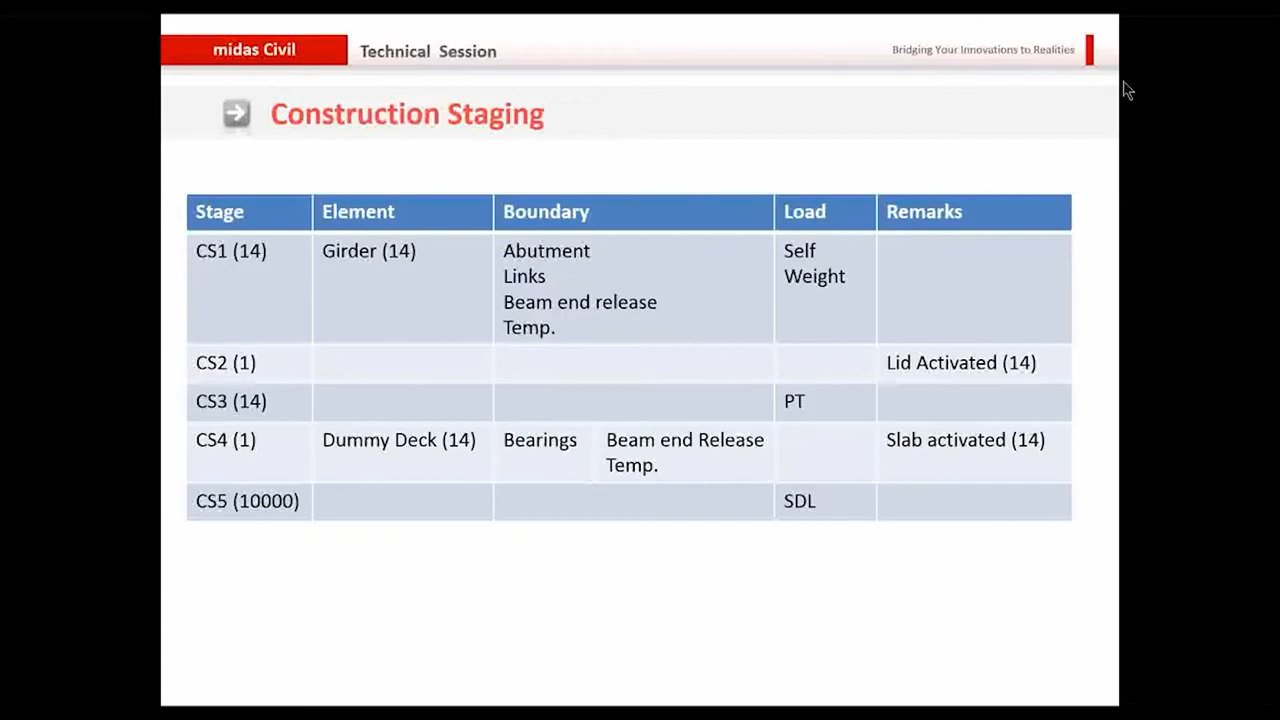 midas Civil
Technical Session
Bridging Your Innovations to Realities
Construction Staging
Stage Element Boundary Load Remarks
CS1 (14) Girder (14) Abutment Self
Links Weight
Beam end release
Temp.
CS2 (1) Lid Activated (14)
CS3 (14) PT
CS4 (1) Dummy Deck (14) Bearings Beam end Release Slab activated (14)
Temp.
CS5 (10000) SDL